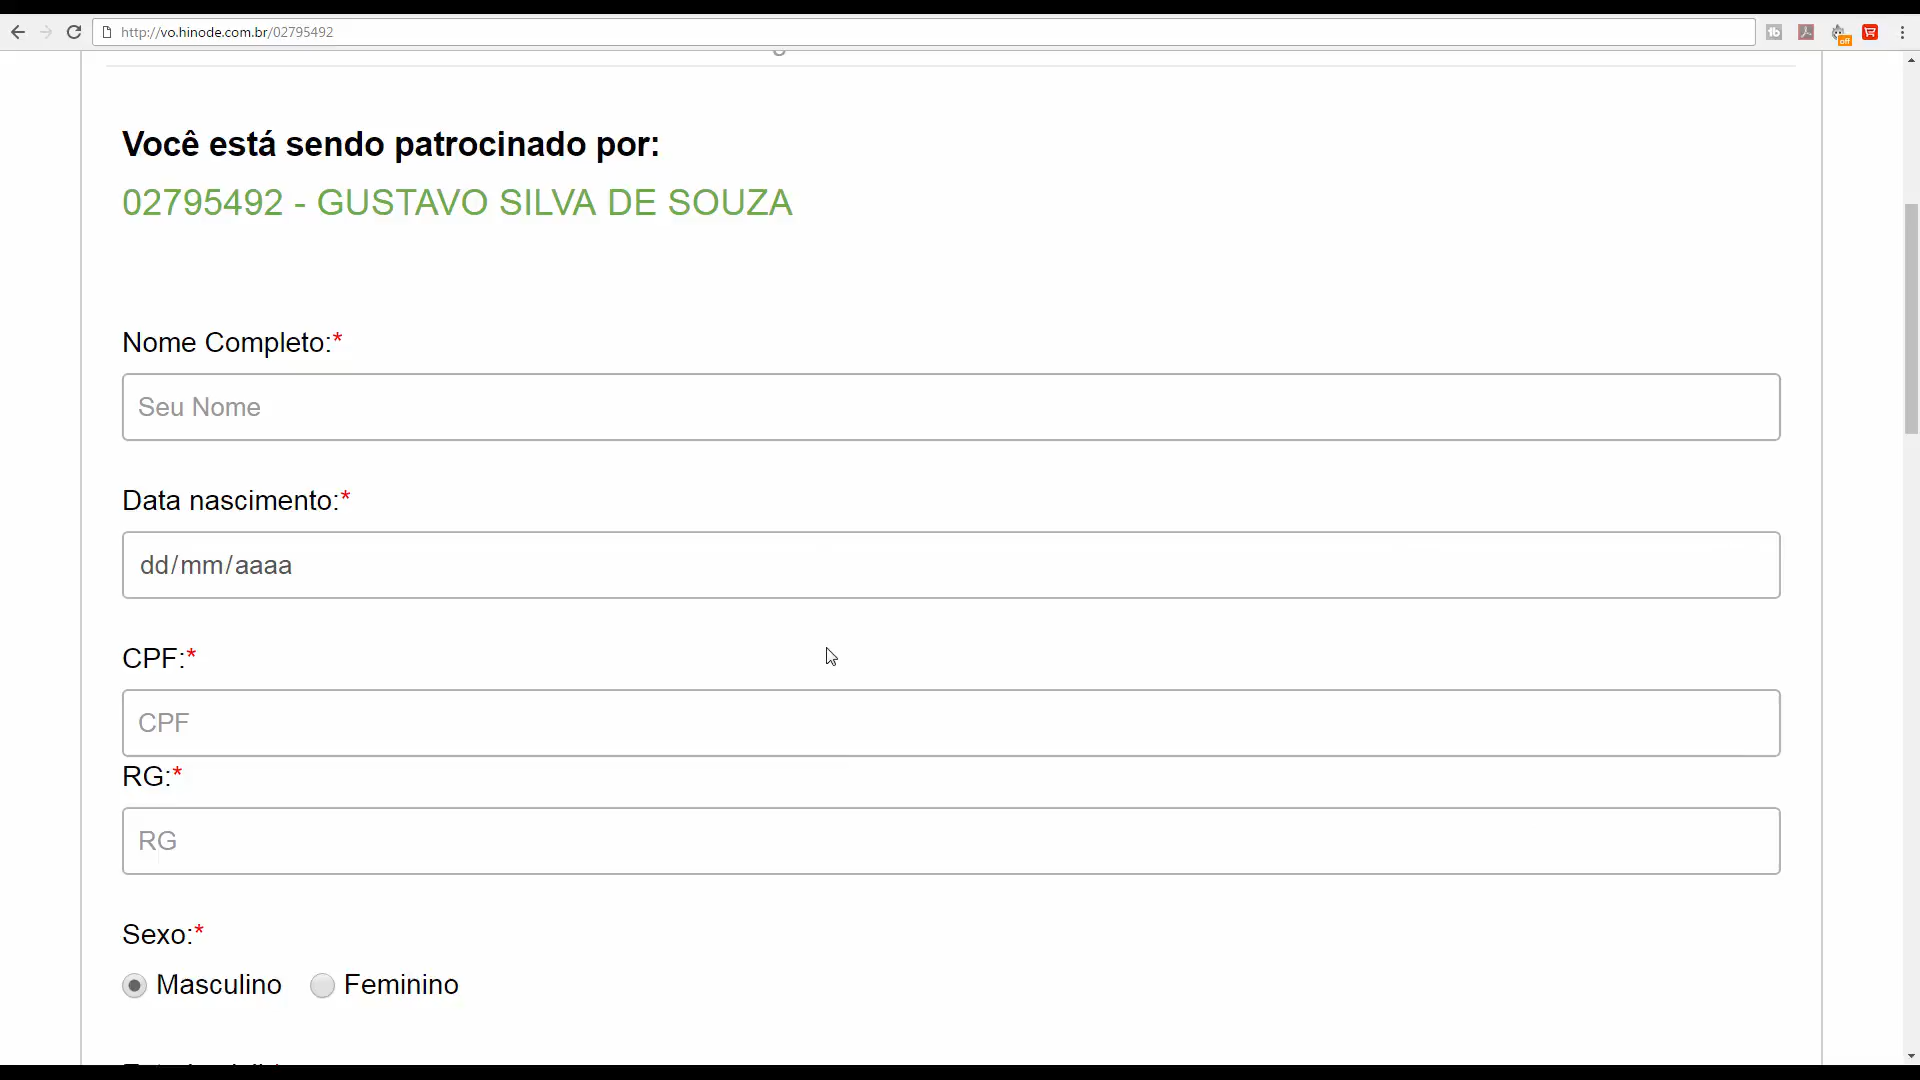 http://vo.hinode.com.br/02795492
Você está sendo patrocinado por:
02795492 - GUSTAVO SILVA DE SOUZA
Nome Completo:*
Seu Nome
Data nascimento:*
dd/mm/aaaa
CPF:*
CPF
RG:*
RG
Sexo:*
Masculino Feminino